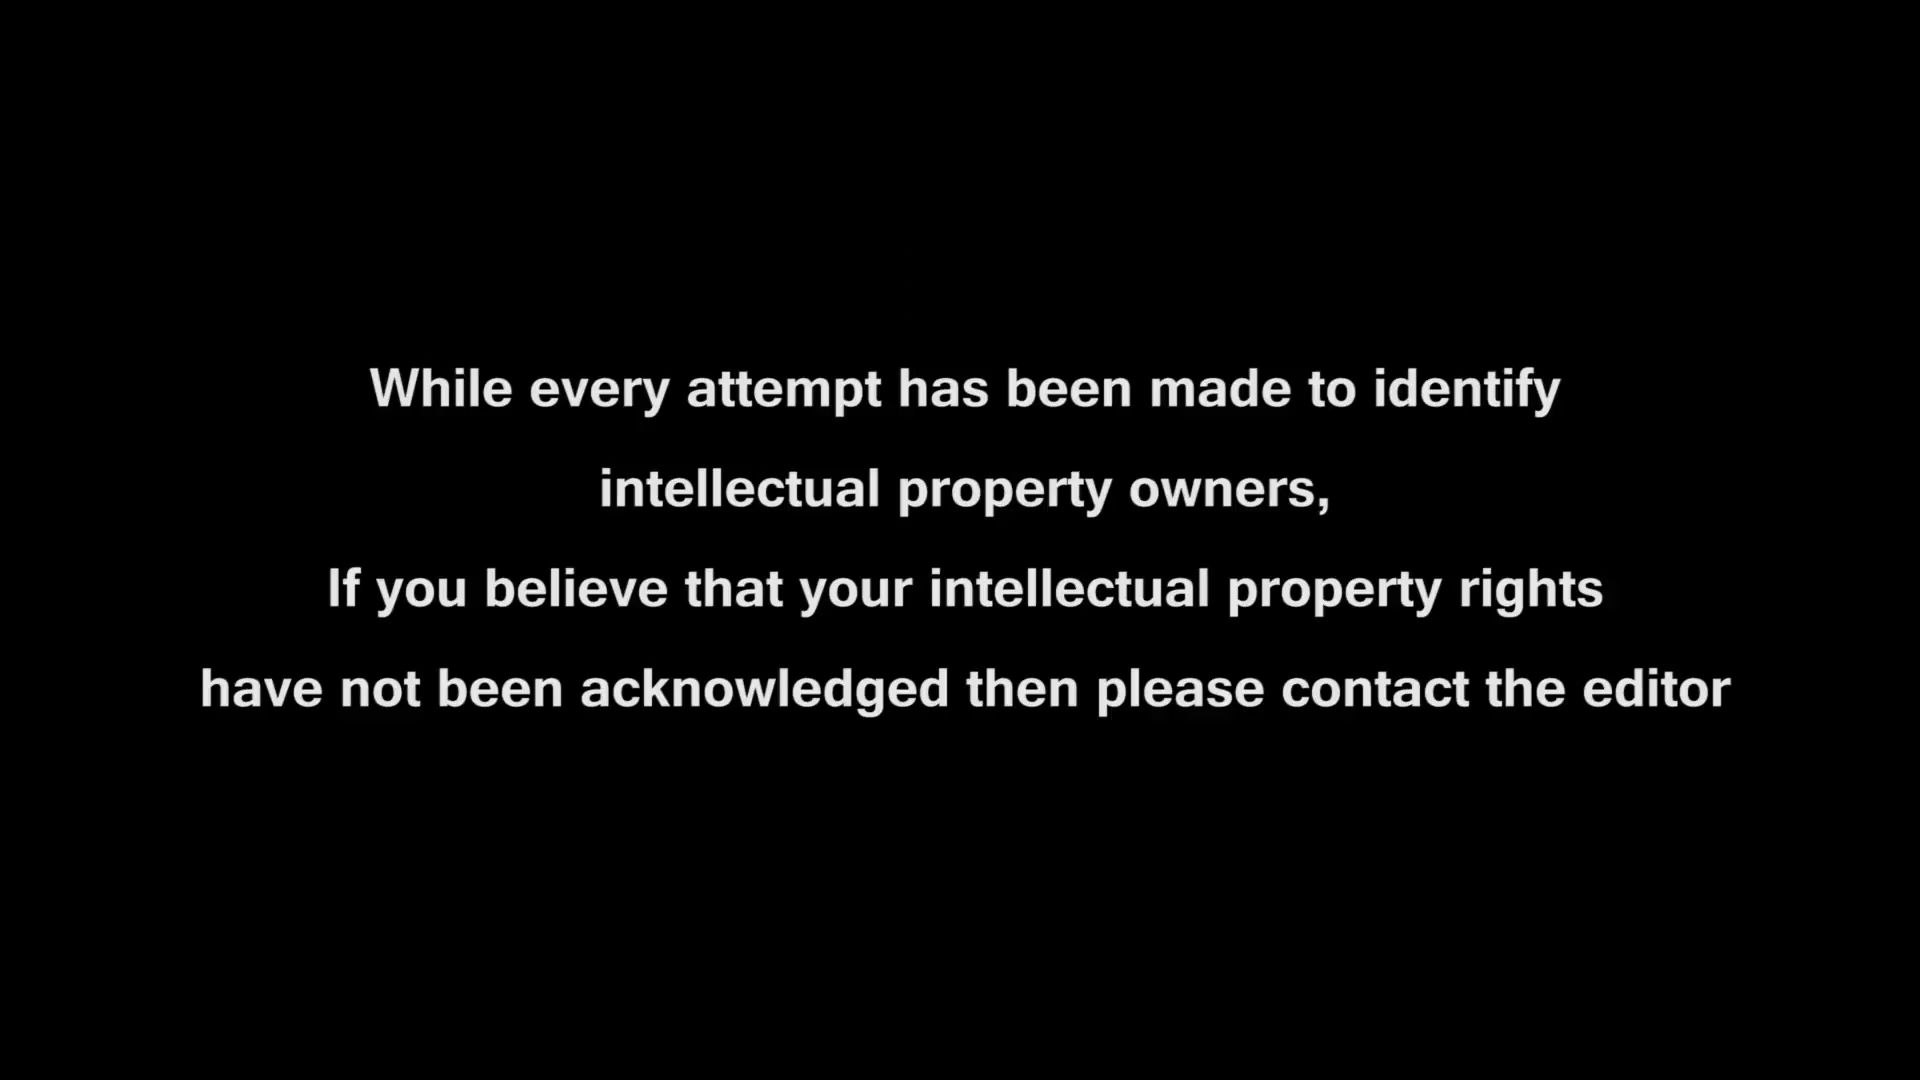 While every attempt has been made to identify
intellectual property owners,
If you believe that your intellectual property rights
have not been acknowledged then please contact the editor